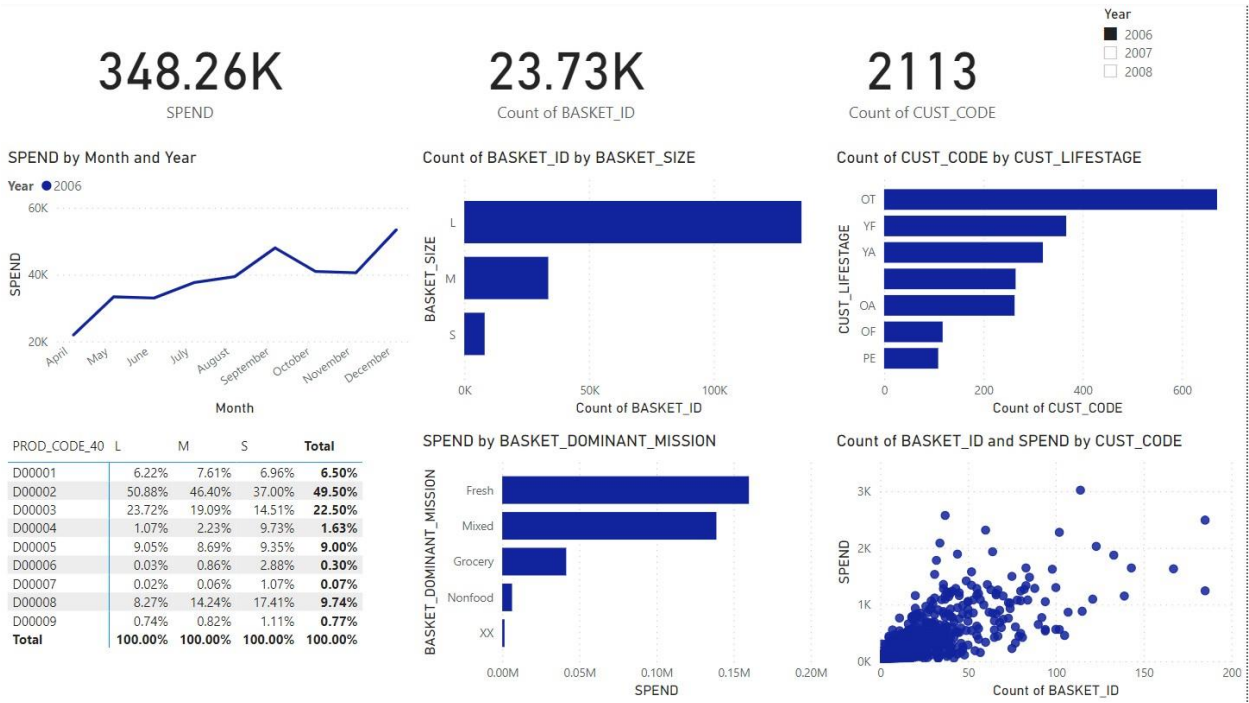 348.26K
SPEND
23.73K
Count of BASKET_ID
2113
Count of CUST_CODE
Year
2006
2007
2008
SPEND by Month and Year
Year 2006
60K
40K
20K
SPEND
April
May
June
July
August
September
October
November
December
Month
Count of BASKET_ID by BASKET_SIZE
BASKET_SIZE
L
M
S
0K 50K 100K
Count of BASKET_ID
Count of CUST_CODE by CUST_LIFESTAGE
CUST_LIFESTAGE
OT
YF
YA
OA
OF
PE
0 200 400 600
Count of CUST_CODE
PROD_CODE_40 L M S Total
D00001 6.22% 7.61% 6.96% 6.50%
D00002 50.88% 46.40% 37.00% 49.50%
D00003 23.72% 19.09% 14.51% 22.50%
D00004 1.07% 2.23% 9.73% 1.63%
D00005 9.05% 8.69% 9.35% 9.00%
D00006 0.03% 0.86% 2.88% 0.30%
D00007 0.02% 0.06% 1.07% 0.07%
D00008 8.27% 14.24% 17.41% 9.74%
D00009 0.74% 0.82% 1.11% 0.77%
Total 100.00% 100.00% 100.00% 100.00%
SPEND by BASKET_DOMINANT_MISSION
BASKET_DOMINANT_MISSION
Fresh
Mixed
Grocery
Nonfood
XX
0.00M 0.05M 0.10M 0.15M 0.20M
SPEND
Count of BASKET_ID and SPEND by CUST_CODE
SPEND
3K
2K
1K
0K
0 50 100 150 200
Count of BASKET_ID